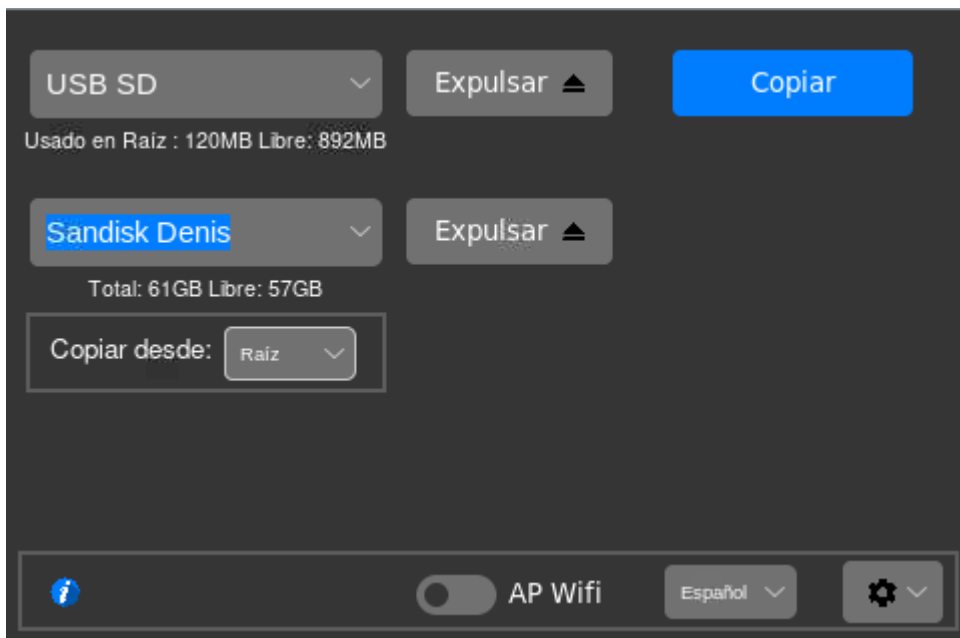 USB SD
Expulsar
Copiar
Usado en Raíz : 120MB Libre: 892MB
Sandisk Denis
Expulsar
Total: 61GB Libre: 57GB
Copiar desde:
Raíz
AP Wifi
Español